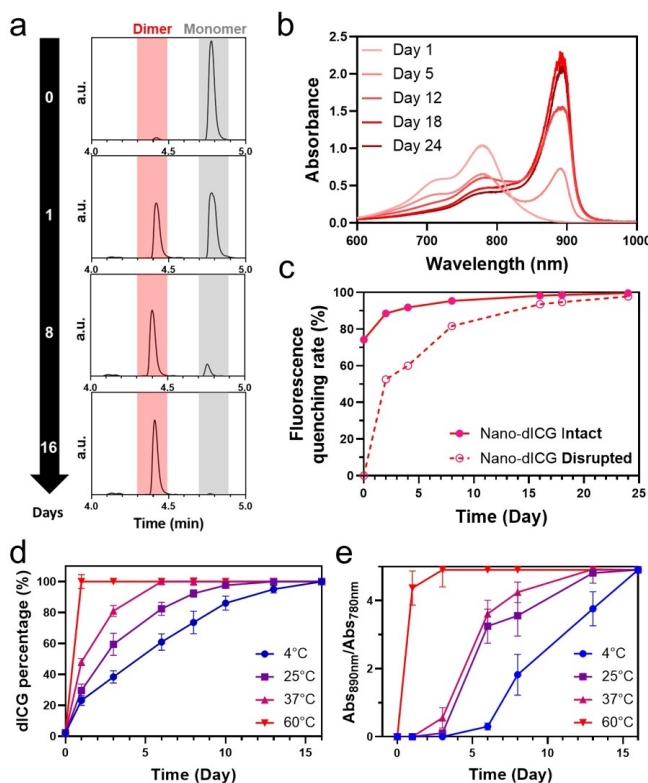 a
Dimer Monomer
0
a.u.
4.0 4.5 5.0
1
a.u.
4.0 4.5 5.0
8
a.u.
4.0 4.5 5.0
16
a.u.
4.0 4.5 5.0
Days
Time (min)
b
Absorbance
2.5
2.0
1.5
1.0
0.5
0.0
Day 1
Day 5
Day 12
Day 18
Day 24
600 700 800 900 1000
Wavelength (nm)
c
Fluorescence
quenching rate (%)
100
80
60
40
20
0
Nano-dICG Intact
Nano-dICG Disrupted
0 5 10 15 20 25
Time (Day)
d
dICG percentage (%)
100
80
60
40
20
0
4°C
25°C
37°C
60°C
0 5 10 15
Time (Day)
e
Abs890nm/Abs780nm
4
2
0
4°C
25°C
37°C
60°C
0 5 10 15
Time (Day)